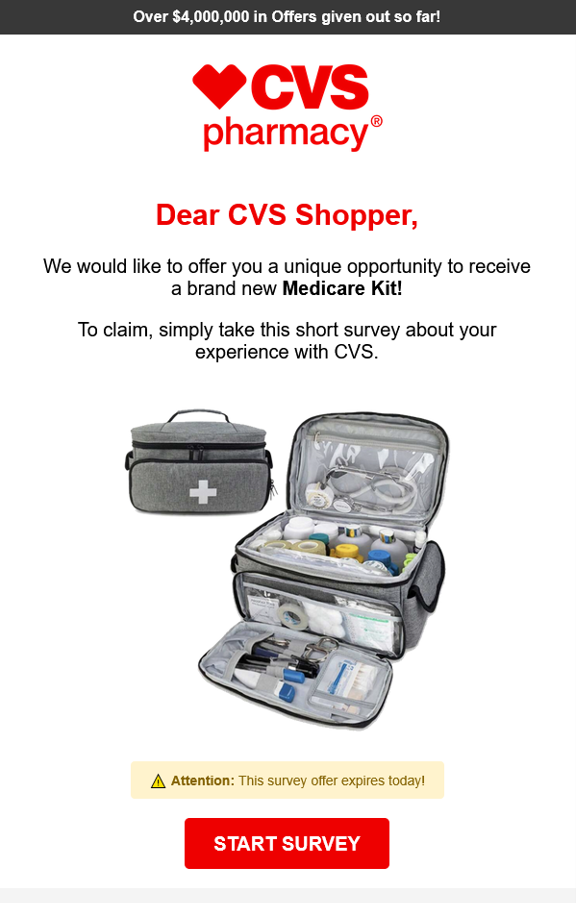 Over $4,000,000 in Offers given out so far!
CVS
pharmacy®
Dear CVS Shopper,
We would like to offer you a unique opportunity to receive
a brand new Medicare Kit!
To claim, simply take this short survey about your
experience with CVS.
Attention: This survey offer expires today!
START SURVEY